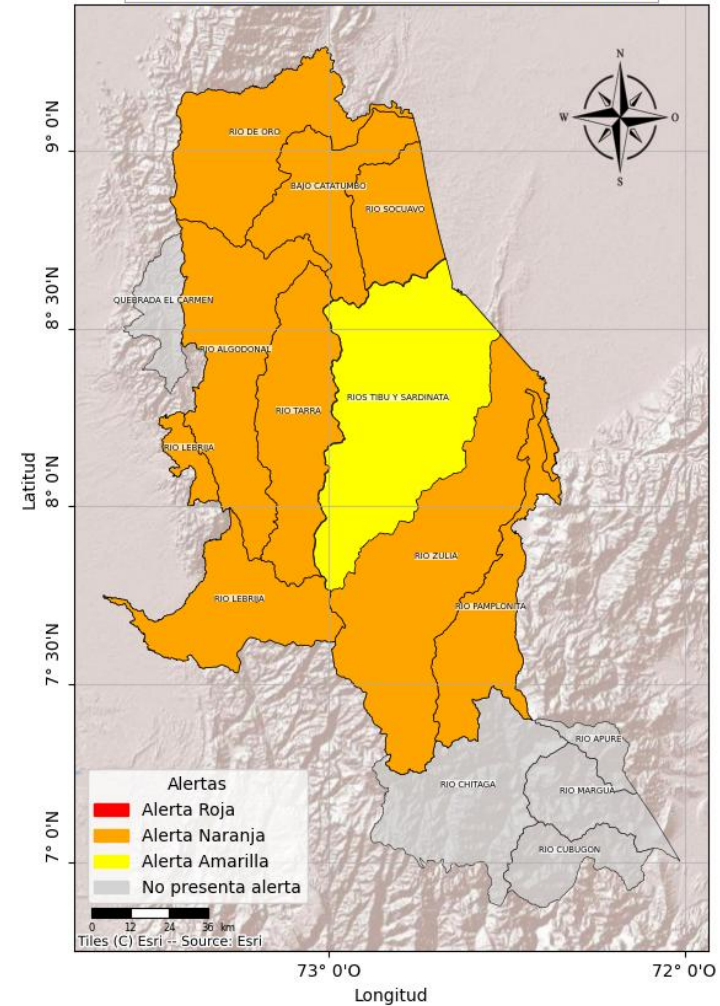 N
W
O
S
9° 0'N
8° 30'N
8° 0'N
7° 30'N
7° 0'N
Latitud
RIO DE ORO
BAJO CATATUMBO
RIO SOCUAVO
QUEBRADA EL CARMEN
RIO ALGODONAL
RIOS TIBU Y SARDINATA
RIO TARRA
RIO LEBRIJA
RIO ZULIA
RIO LEBRIJA
RIO PAMPLONITA
RIO APURE
RIO CHITAGA
RIO MARGUA
RIO CUBUGON
Alertas
Alerta Roja
Alerta Naranja
Alerta Amarilla
No presenta alerta
0 12 24 36 km
Tiles (C) Esri -- Source: Esri
73° 0'O
72° 0'O
Longitud